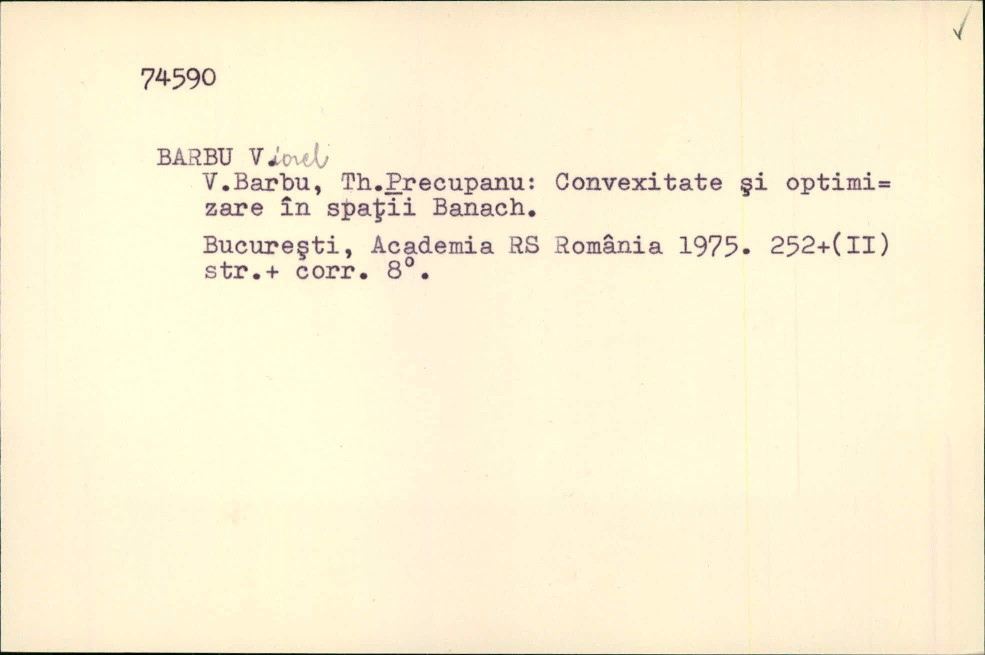 74590
BARBU Viorel
V.Barbu, Th.Precupanu: Convexitate şi optimi=
zare în spaţii Banach.
Bucureşti, Academia RS România 1975. 252+(II)
str.+ corr. 8°.